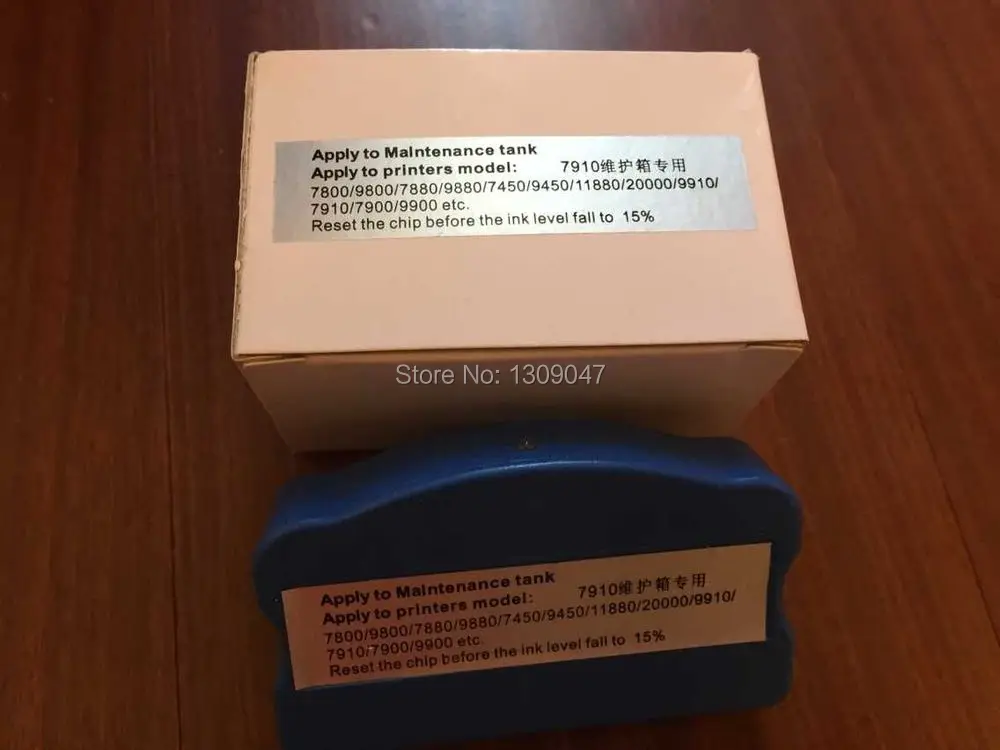 Apply to Maintenance tank
Apply to printers model: 7910维护箱专用
7800/9800/7880/9880/7450/9450/11880/20000/9910/
7910/7900/9900 etc.
Reset the chip before the ink level fall to 15%
Store No: 1309047
Apply to Maintenance tank
Apply to printers model: 7910维护箱专用
7800/9800/7880/9880/7450/9450/11880/20000/9910/
7910/7900/9900 etc.
Reset the chip before the ink level fall to 15%